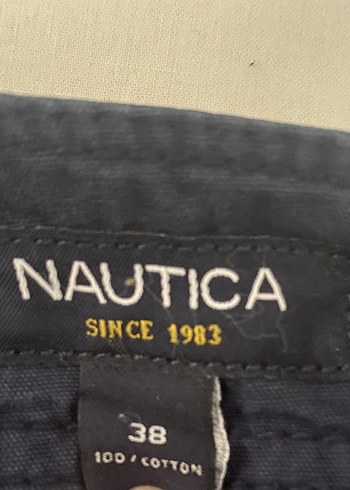 NAUTICA
SINCE 1983
38
100 / COTTON